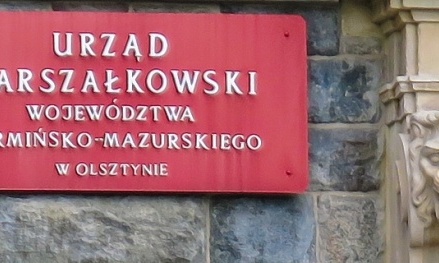 URZĄD
ARSZAŁKOWSKI
WOJEWÓDZTWA
RMIŃSKO-MAZURSKIEGO
W OLSZTYNIE